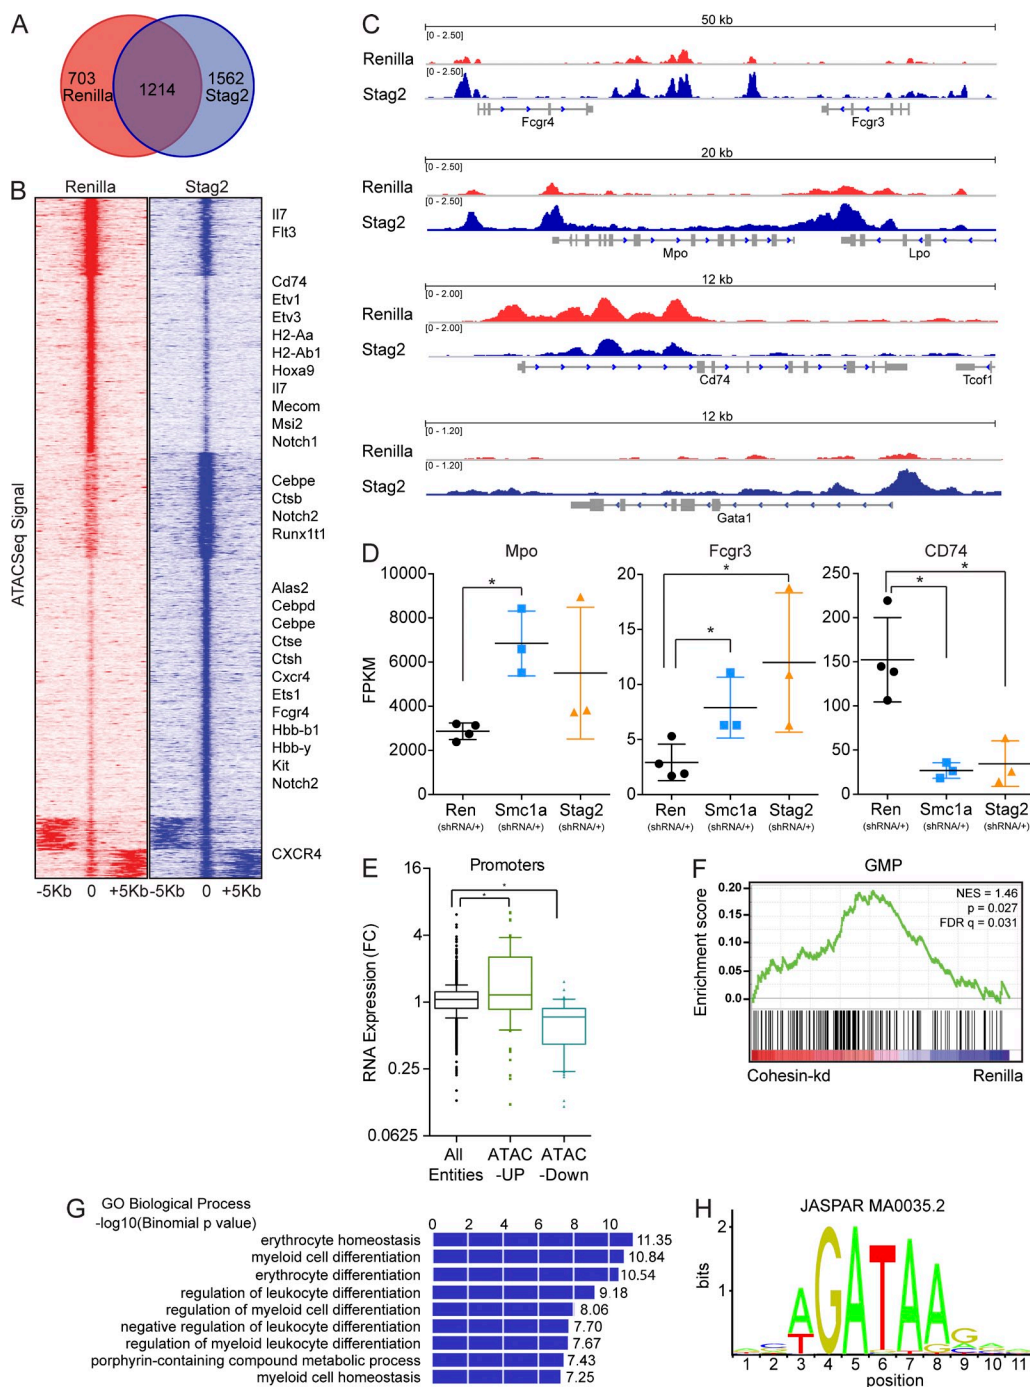 A
703
Renilla
1214
1562
Stag2
B
Renilla
Stag2
ATACSeq Signal
Il7
Flt3
Cd74
Etv1
Etv3
H2-Aa
H2-Ab1
Hoxa9
Il7
Mecom
Msi2
Notch1
Cebpe
Ctsb
Notch2
Runx1t1
Alas2
Cebpd
Cebpe
Ctse
Ctsh
Cxcr4
Ets1
Fcgr4
Hbb-b1
Hbb-y
Kit
Notch2
CXCR4
-5Kb 0 +5Kb -5Kb 0 +5Kb
C
50 kb
[0 - 2.50]
Renilla
[0 - 2.50]
Stag2
Fcgr4
Fcgr3
20 kb
[0 - 2.50]
Renilla
[0 - 2.50]
Stag2
Mpo
Lpo
12 kb
[0 - 2.00]
Renilla
[0 - 2.00]
Stag2
Cd74
Tcof1
12 kb
[0 - 1.20]
Renilla
[0 - 1.20]
Stag2
Gata1
D
Mpo
FPKM
10000
8000
6000
4000
2000
0
*
Ren Smc1a Stag2
(shRNA/+) (shRNA/+) (shRNA/+)
Fcgr3
20
15
10
5
0
*
*
Ren Smc1a Stag2
(shRNA/+) (shRNA/+) (shRNA/+)
CD74
250
200
150
100
50
0
*
*
Ren Smc1a Stag2
(shRNA/+) (shRNA/+) (shRNA/+)
E
Promoters
RNA Expression (FC)
16
4
1
0.25
0.0625
*
*
All Entities
ATAC -UP
ATAC -Down
F
GMP
Enrichment score
0.20
0.15
0.10
0.05
0.0
NES = 1.46
p = 0.027
FDR q = 0.031
Cohesin-kd
Renilla
G
GO Biological Process
-log10(Binomial p value)
0 2 4 6 8 10
erythrocyte homeostasis 11.35
myeloid cell differentiation 10.84
erythrocyte differentiation 10.54
regulation of leukocyte differentiation 9.18
regulation of myeloid cell differentiation 8.06
negative regulation of leukocyte differentiation 7.70
regulation of myeloid leukocyte differentiation 7.67
porphyrin-containing compound metabolic process 7.43
myeloid cell homeostasis 7.25
H
JASPAR MA0035.2
bits
2
1
0
A
T
G
A
T
A
A
G
1 2 3 4 5 6 7 8 9 10 11
position